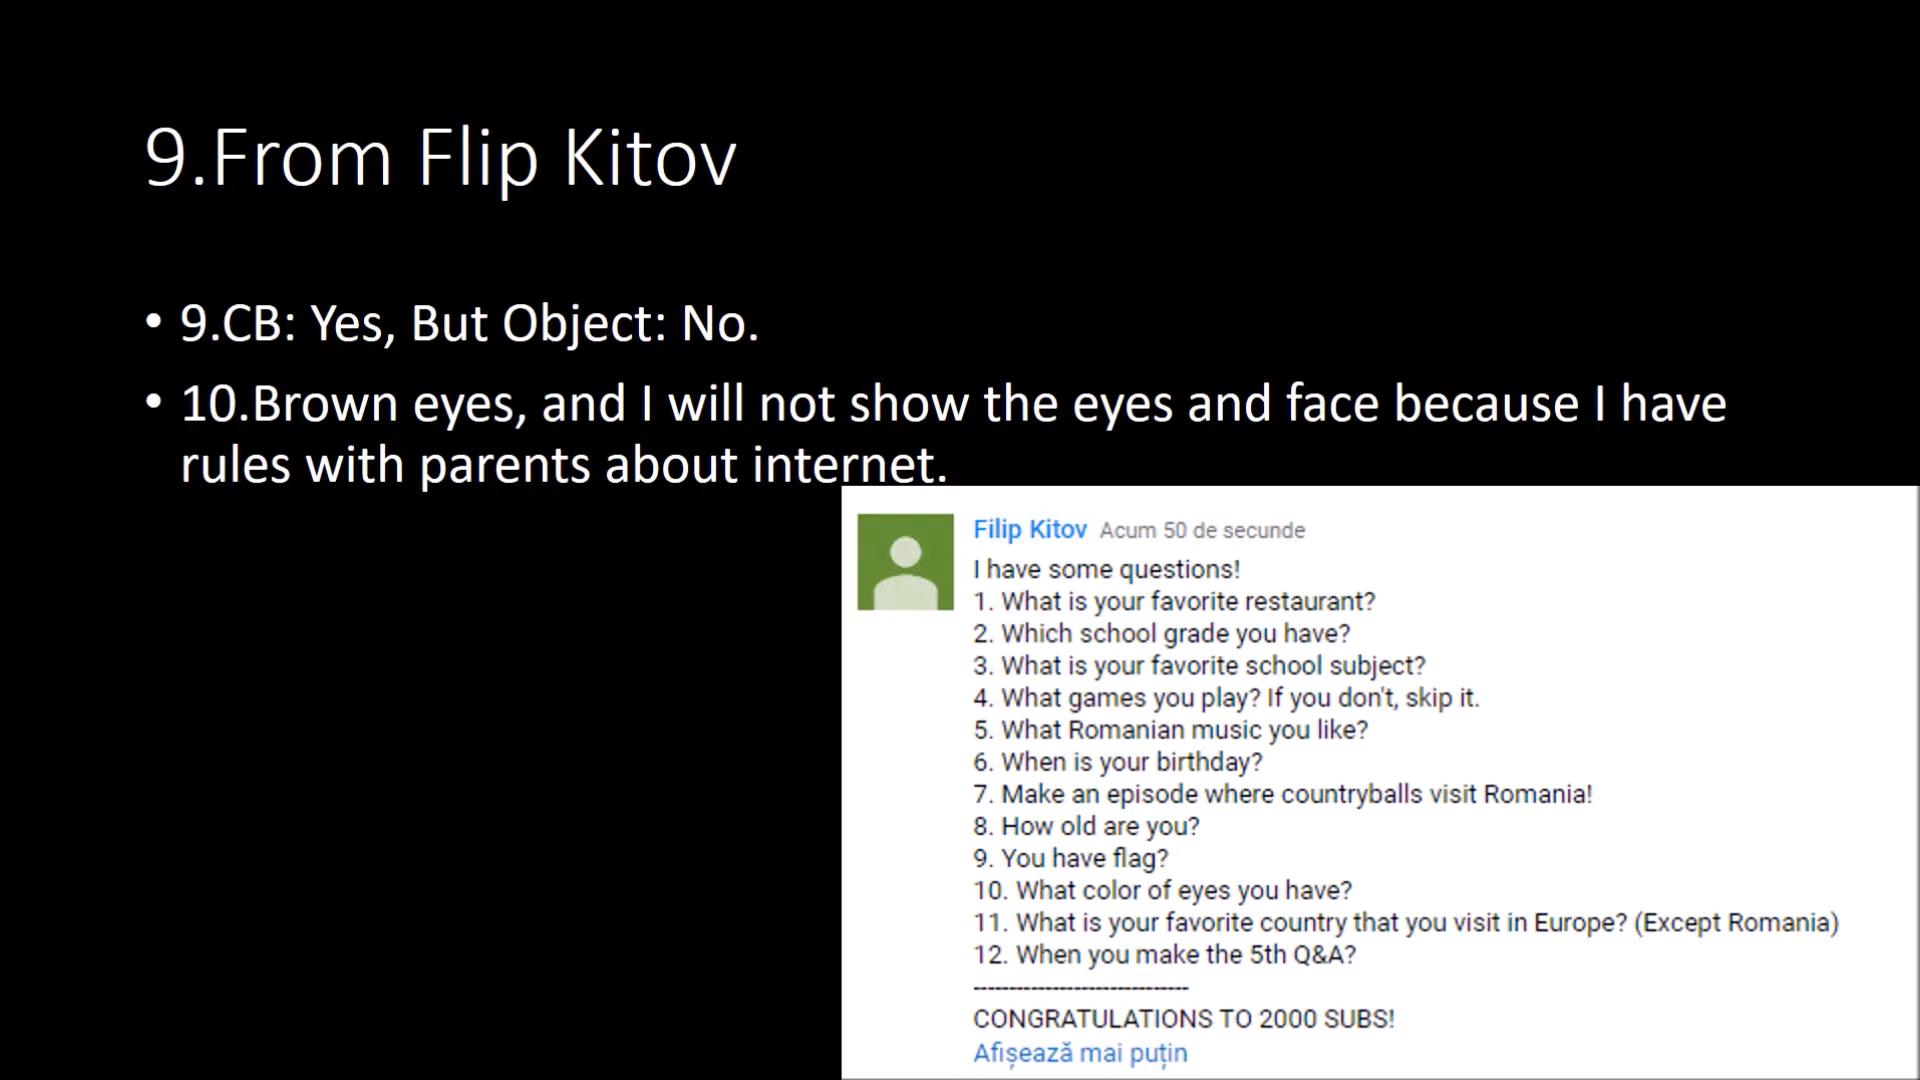 9.From Flip Kitov
• 9.CB: Yes, But Object: No.
• 10.Brown eyes, and I will not show the eyes and face because I have
rules with parents about internet.
Filip Kitov Acum 50 de secunde
I have some questions!
1. What is your favorite restaurant?
2. Which school grade you have?
3. What is your favorite school subject?
4. What games you play? If you don't, skip it.
5. What Romanian music you like?
6. When is your birthday?
7. Make an episode where countryballs visit Romania!
8. How old are you?
9. You have flag?
10. What color of eyes you have?
11. What is your favorite country that you visit in Europe? (Except Romania)
12. When you make the 5th Q&A?
------------------------------
CONGRATULATIONS TO 2000 SUBS!
Afișează mai puțin